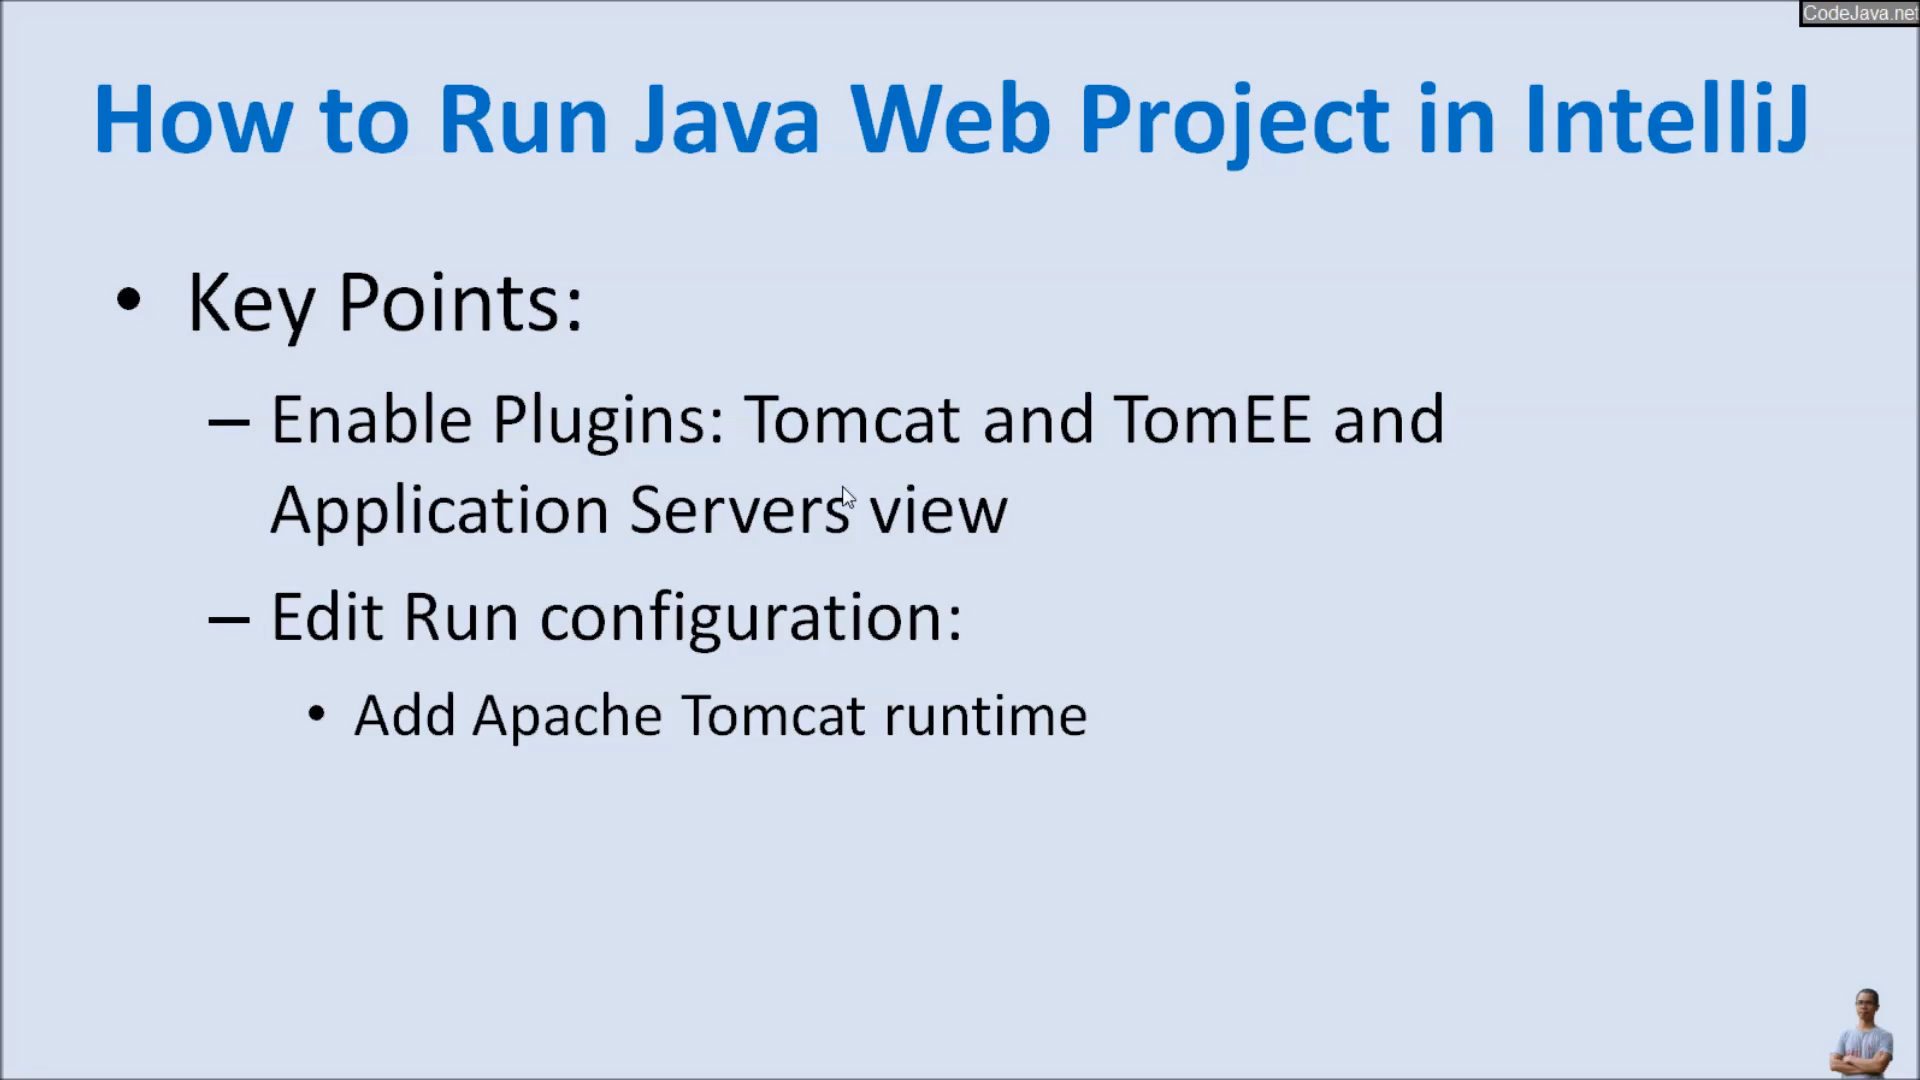 CodeJava.net
How to Run Java Web Project in IntelliJ
• Key Points:
– Enable Plugins: Tomcat and TomEE and
Application Servers view
– Edit Run configuration:
• Add Apache Tomcat runtime